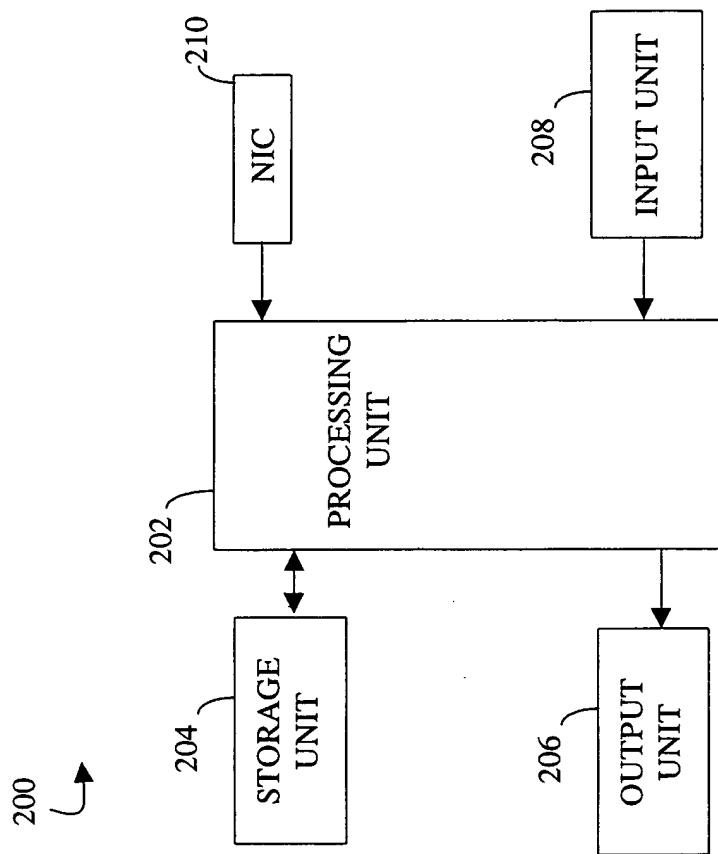 200
204
STORAGE
UNIT
202
PROCESSING
UNIT
210
NIC
206
OUTPUT
UNIT
208
INPUT UNIT